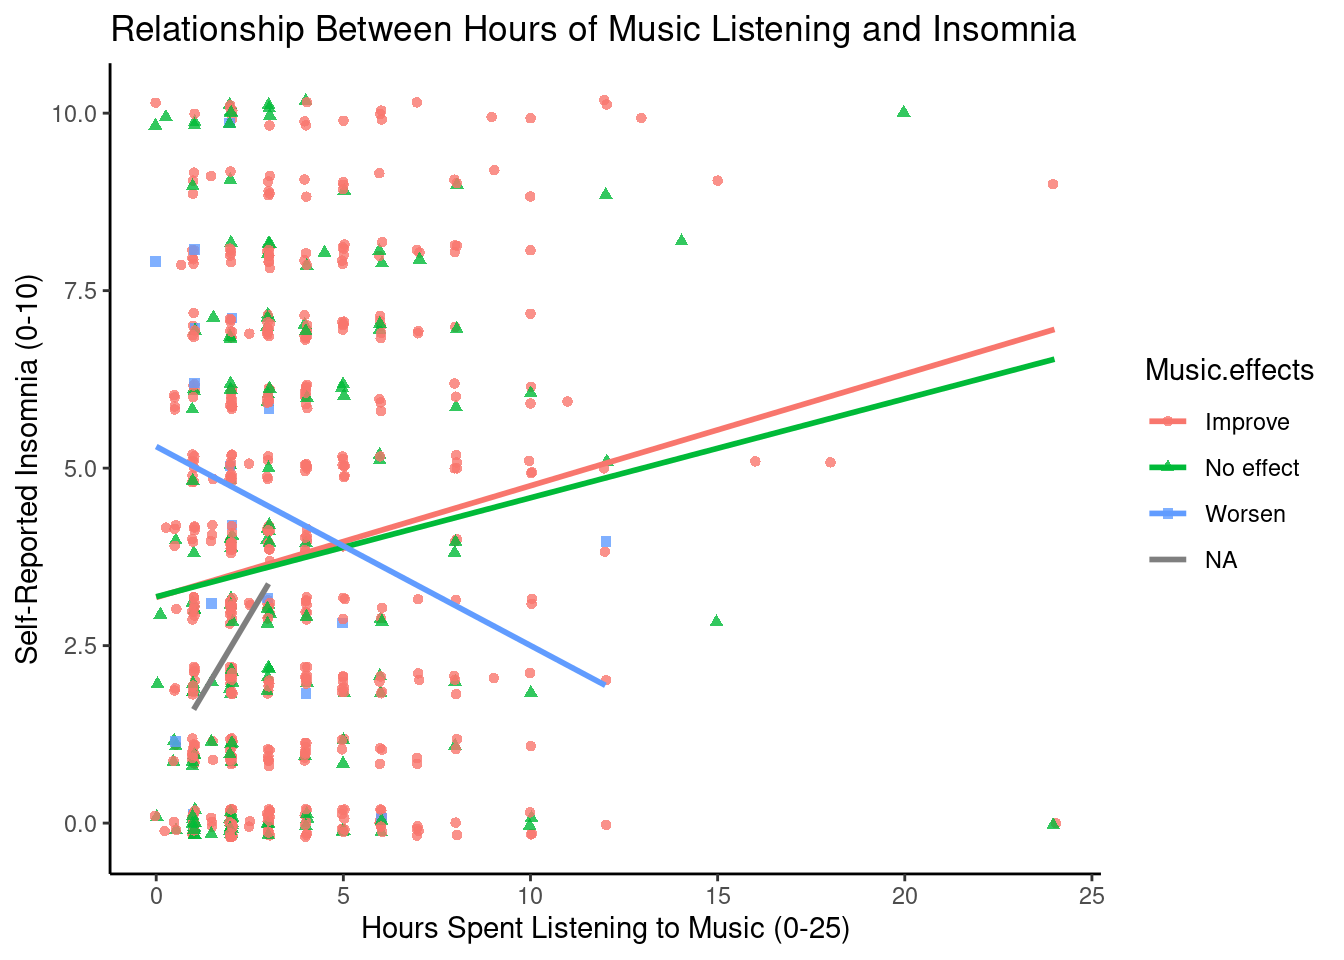 Relationship Between Hours of Music Listening and Insomnia
Self-Reported Insomnia (0-10)
10.0
7.5
5.0
2.5
0.0
0
5
10
15
20
25
Hours Spent Listening to Music (0-25)
Music.effects
Improve
No effect
Worsen
NA